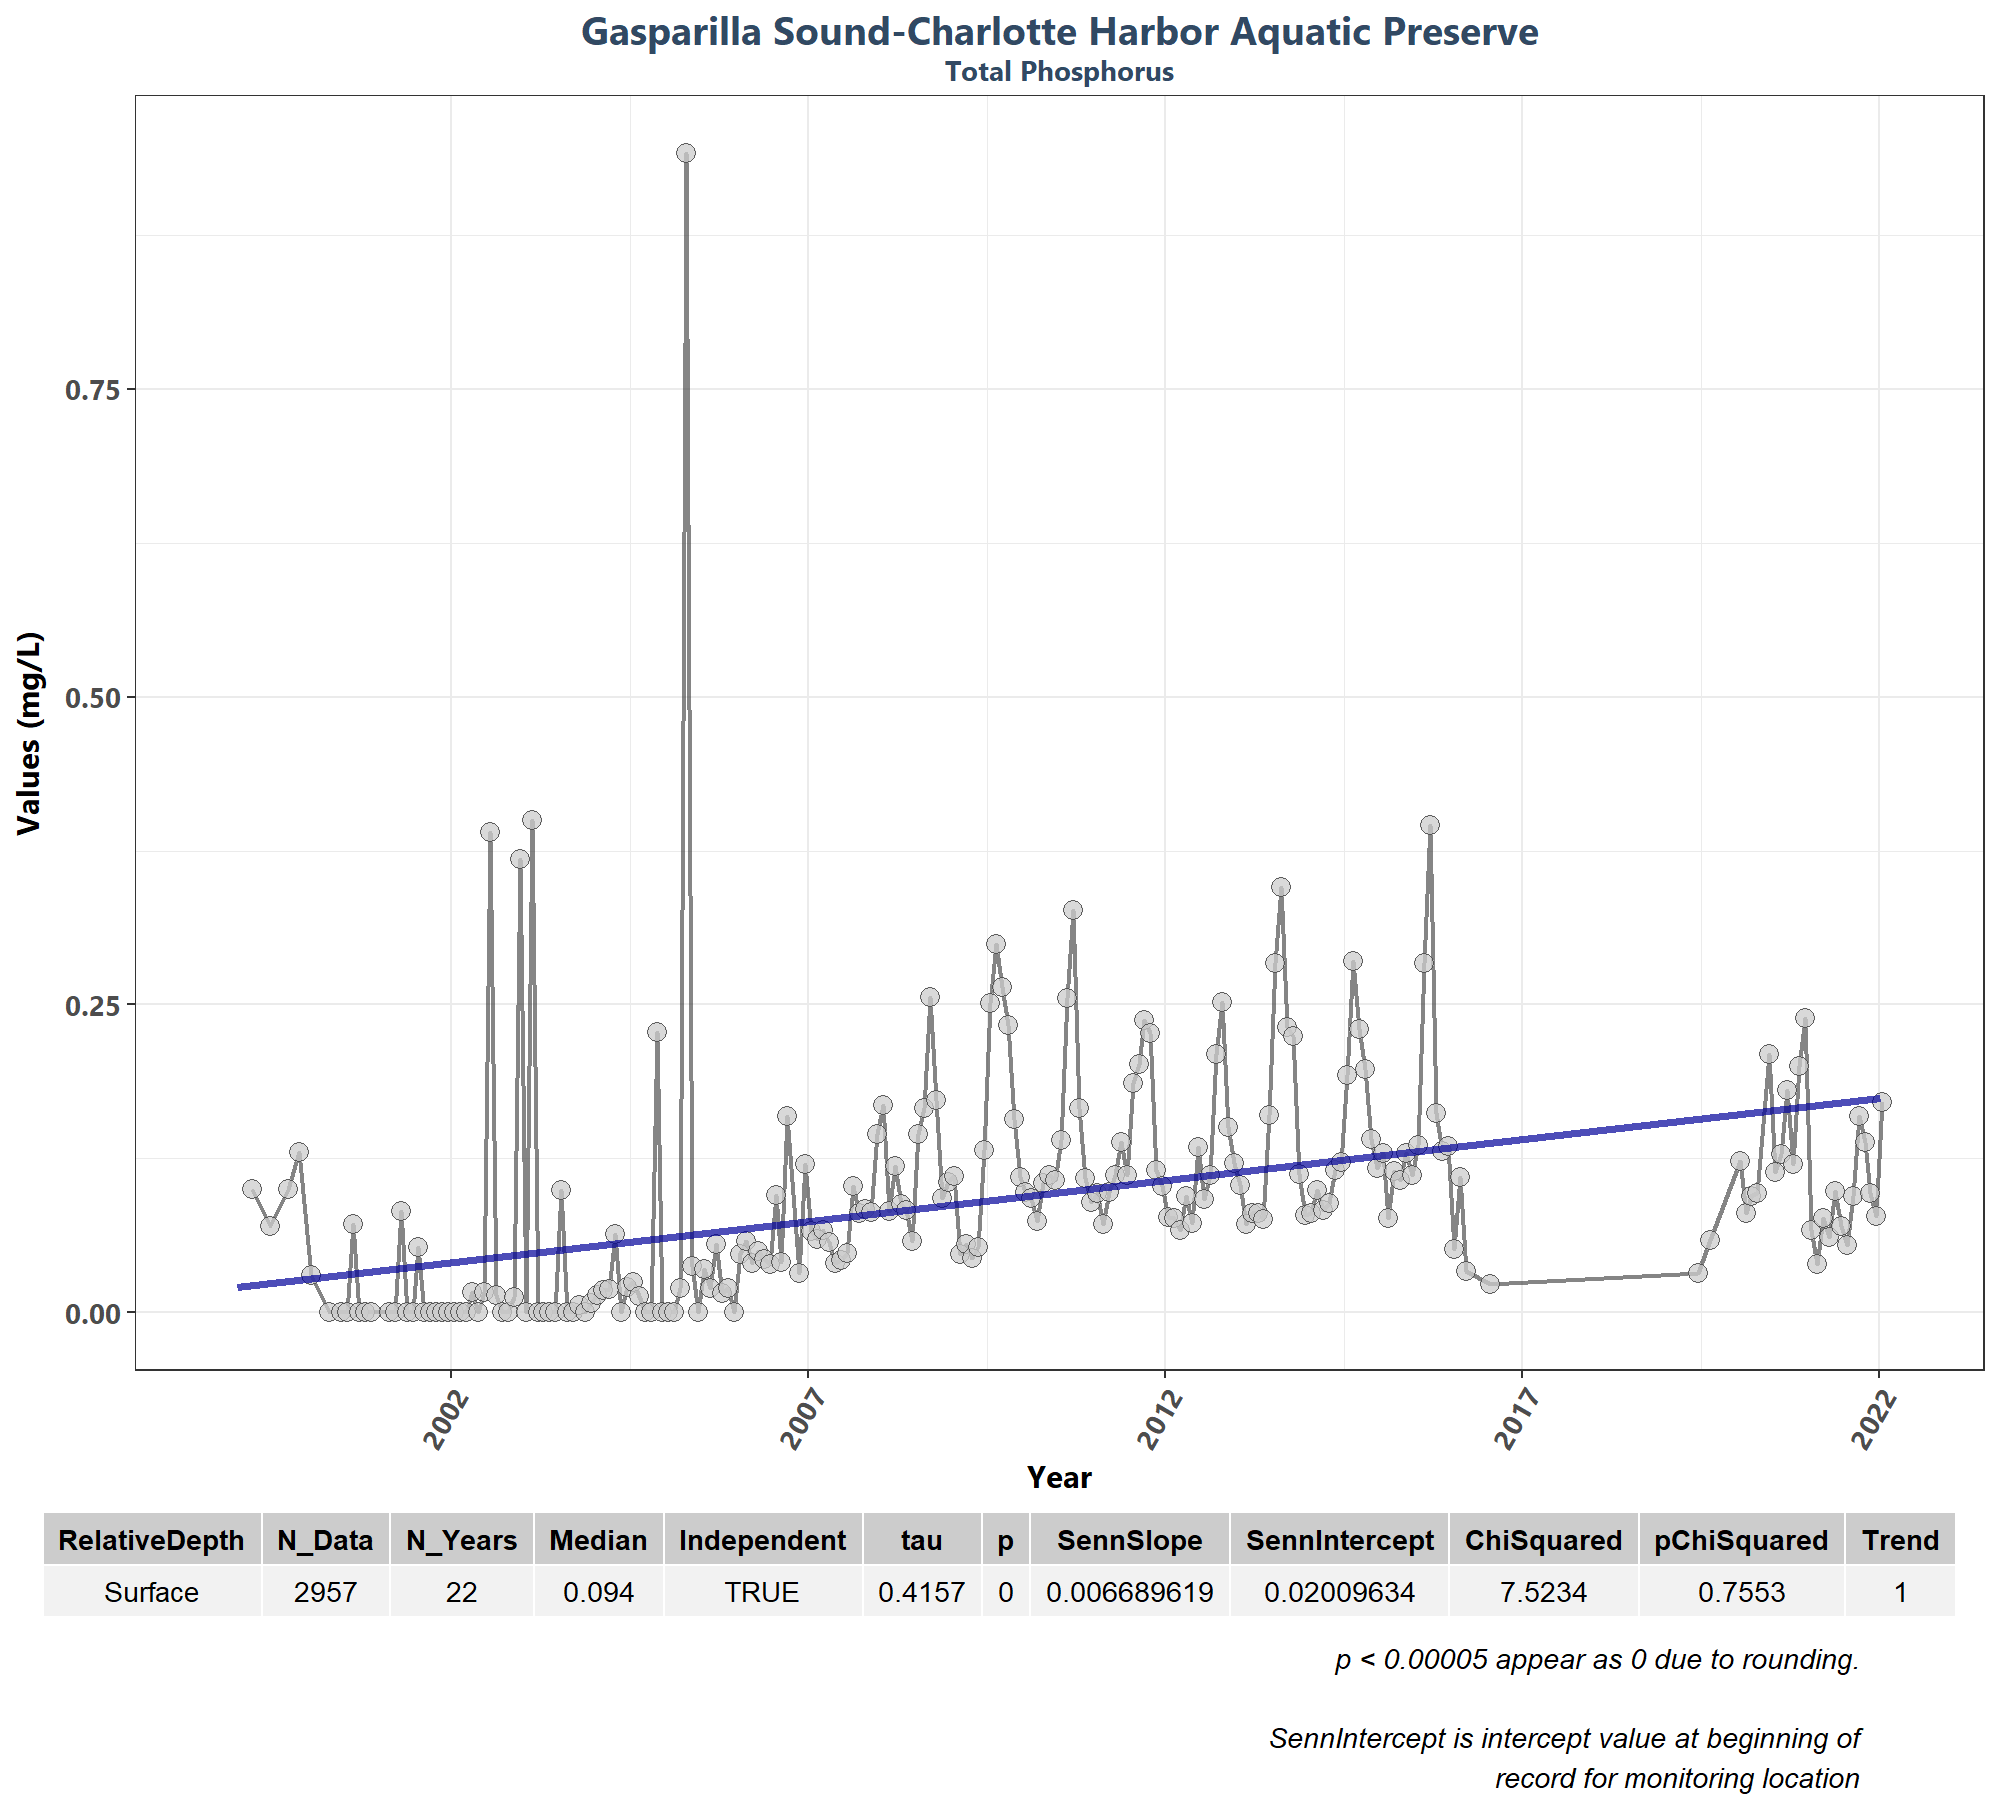 Gasparilla Sound-Charlotte Harbor Aquatic Preserve
Total Phosphorus
Values (mg/L)
0.75
0.50
0.25
0.00
2002 2007 2012 2017 2022
Year
RelativeDepth N_Data N_Years Median Independent tau p SennSlope SennIntercept ChiSquared pChiSquared Trend
Surface 2957 22 0.094 TRUE 0.4157 0 0.006689619 0.02009634 7.5234 0.7553 1
p < 0.00005 appear as 0 due to rounding.
SennIntercept is intercept value at beginning of
record for monitoring location